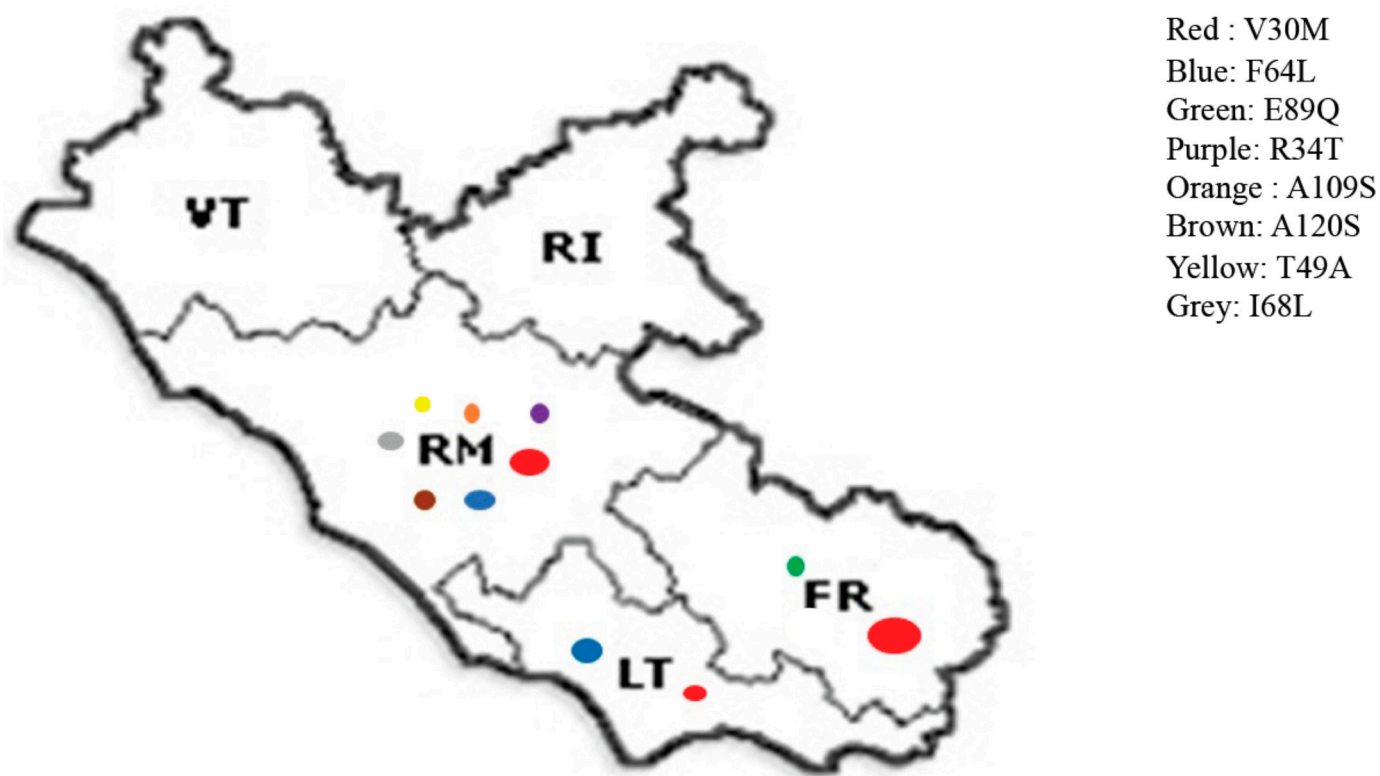 Red : V30M
Blue: F64L
Green: E89Q
Purple: R34T
Orange : A109S
Brown: A120S
Yellow: T49A
Grey: I68L
VT
RI
RM
FR
LT